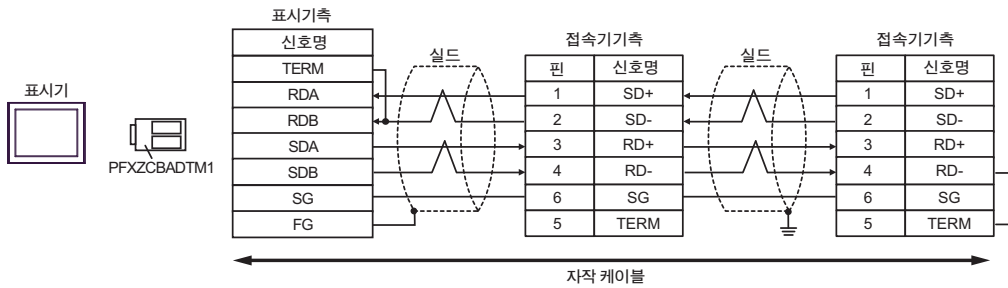 표시기측
신호명
TERM
RDA
RDB
SDA
SDB
SG
FG
표시기
PFXZCBADTM1
실드
접속기기측
핀 신호명
1 SD+
2 SD-
3 RD+
4 RD-
6 SG
5 TERM
실드
접속기기측
핀 신호명
1 SD+
2 SD-
3 RD+
4 RD-
6 SG
5 TERM
자작 케이블